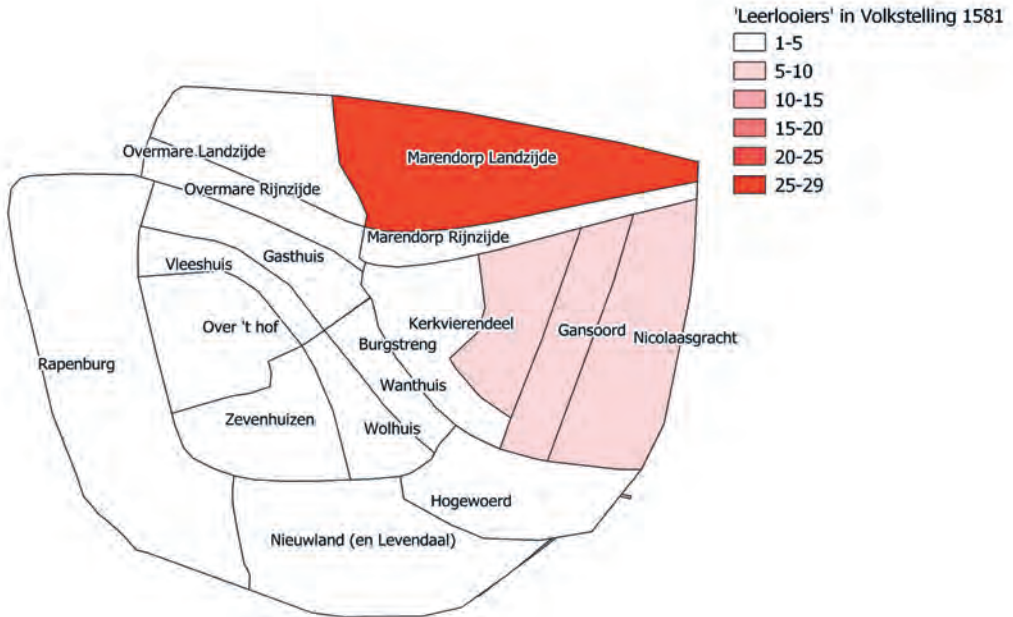 'Leerlooiers' in Volkstelling 1581
1-5
5-10
10-15
15-20
20-25
25-29
Overmare Landzijde
Marendorp Landzijde
Overmare Rijnzijde
Marendorp Rijnzijde
Gasthuis
Vleeshuis
Over 't hof
Kerkvierendeel
Gansoord
Nicolaasgracht
Burgstreng
Rapenburg
Wanthuis
Zevenhuizen
Wolhuis
Hogewoerd
Nieuwland (en Levendaal)